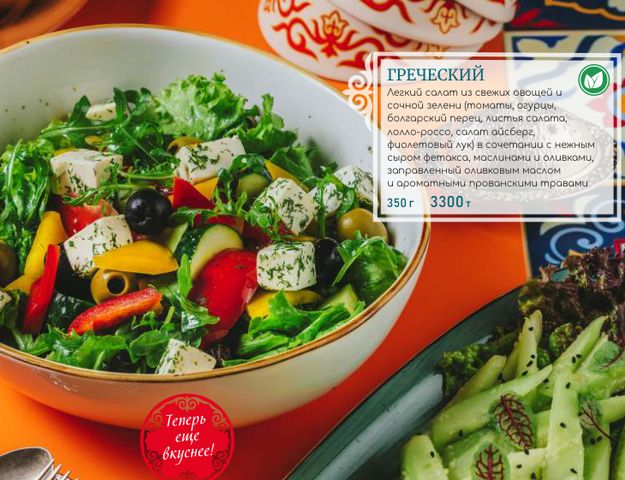 ГРЕЧЕСКИЙ
Легкий салат из свежих овощей и
сочной зелени (томаты, огурцы,
болгарский перец, листья салата,
лолло-россо, салат айсберг,
фиолетовый лук) в сочетании с нежным
сыром фетакса, маслинами и оливками,
заправленный оливковым маслом
и ароматными прованскими травами
350 г 3300 т
Теперь
еще
вкуснее!